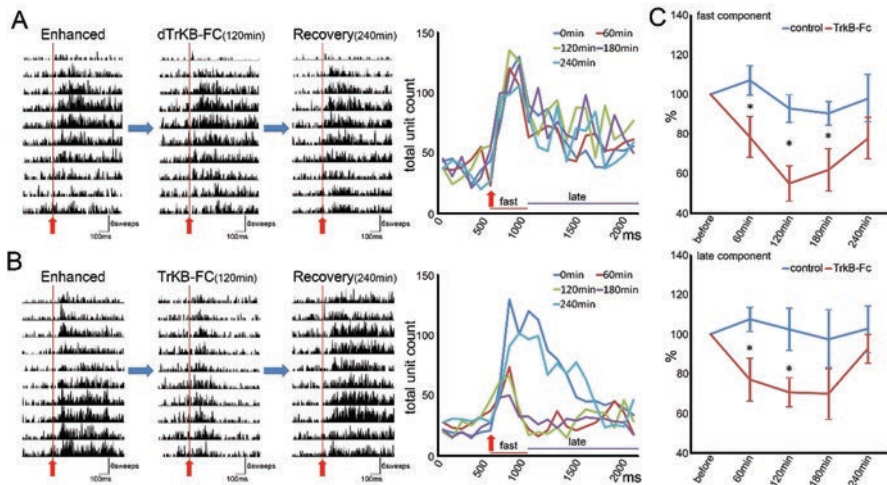 A
Enhanced
dTrKB-FC(120min)
Recovery(240min)
6sweeps
100ms
6sweeps
100ms
6sweeps
100ms
total unit count
150
100
50
0
0min
60min
120min
180min
240min
fast
late
0
500
1000
1500
2000
ms
B
Enhanced
TrKB-FC(120min)
Recovery(240min)
6sweeps
100ms
6sweeps
100ms
6sweeps
100ms
total unit count
150
100
50
0
0min
60min
120min
180min
240min
fast
late
0
500
1000
1500
2000
ms
C
fast component
control
TrkB-Fc
%
140
120
100
80
60
40
*
*
*
before
60min
120min
180min
240min
late component
control
TrkB-Fc
%
140
120
100
80
60
40
*
*
before
60min
120min
180min
240min